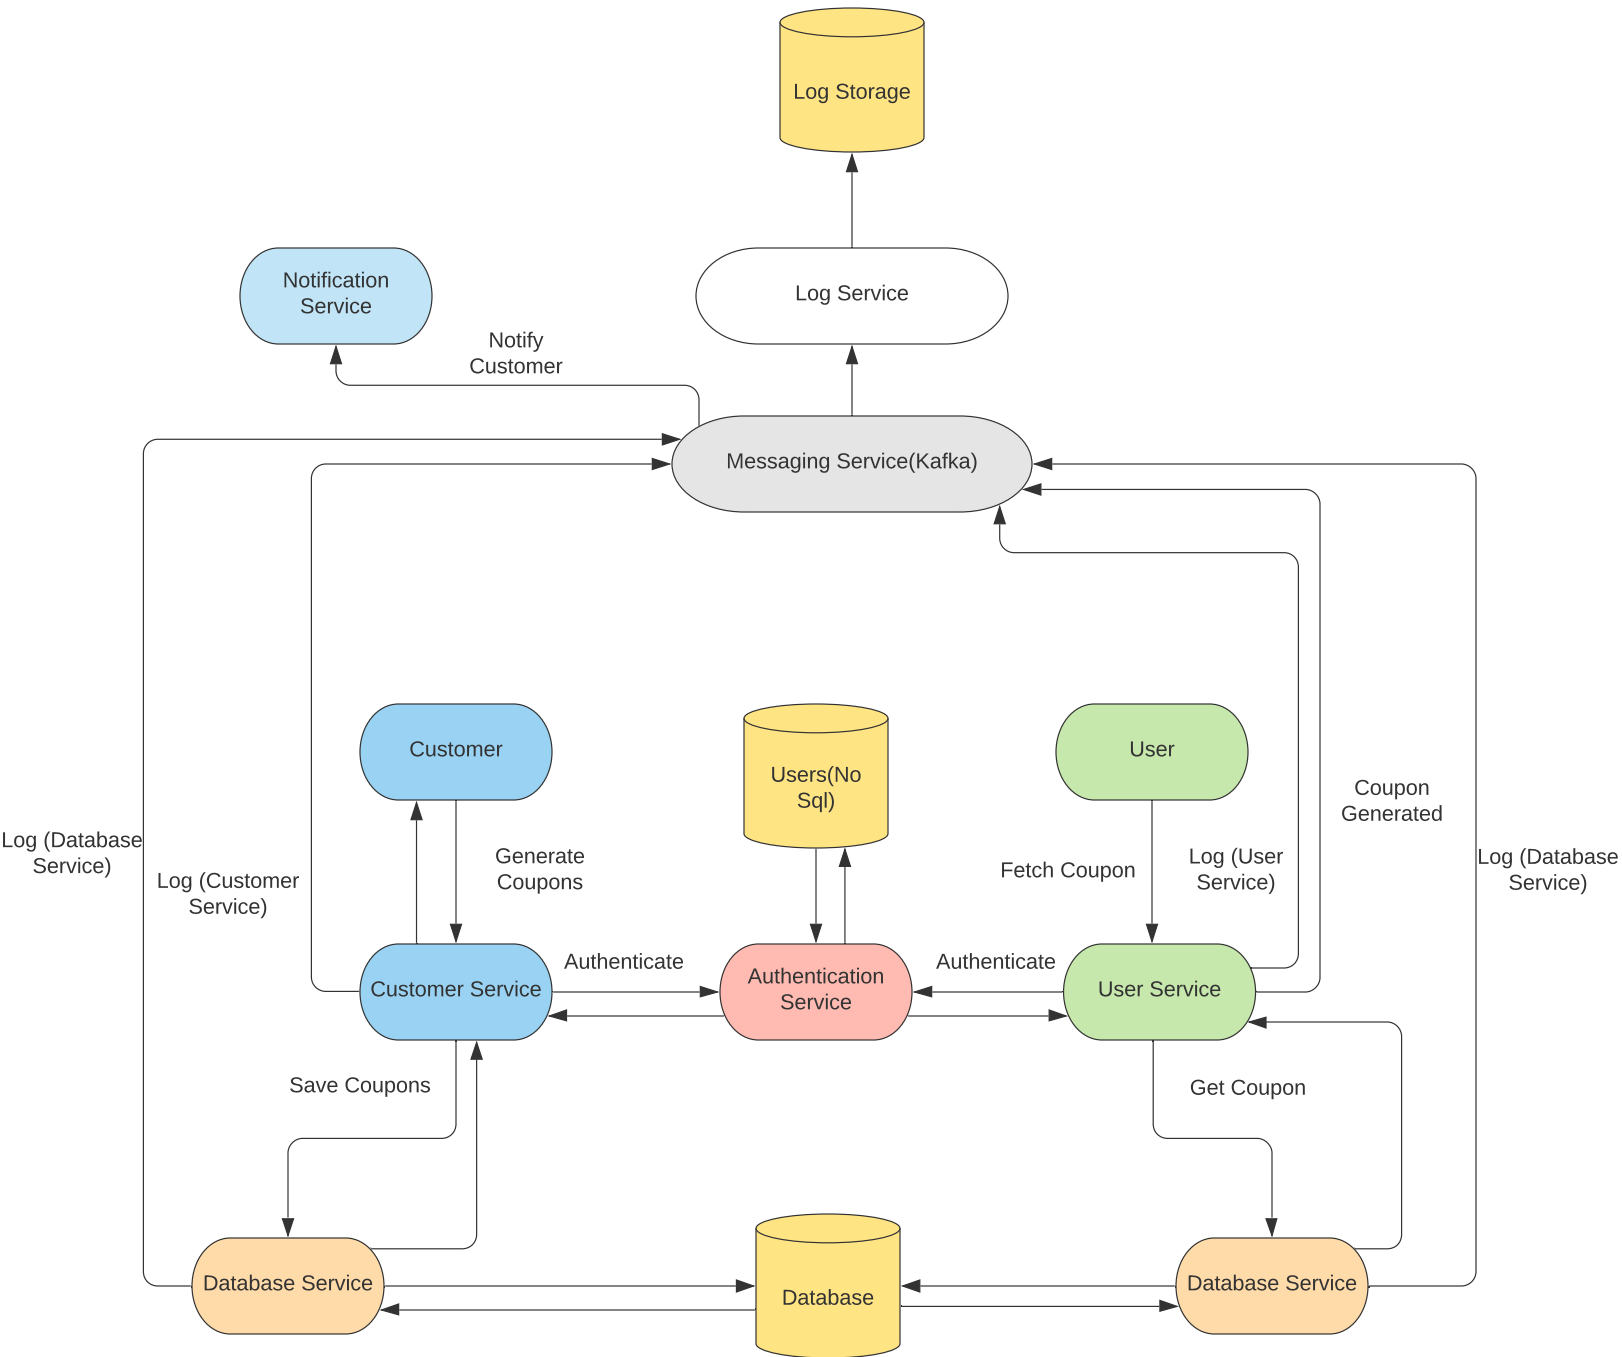 Log Storage
Notification
Service
Log Service
Notify
Customer
Messaging Service(Kafka)
Customer
Users(No
Sql)
User
Coupon
Generated
Log (Database
Service)
Log (Customer
Service)
Generate
Coupons
Fetch Coupon
Log (User
Service)
Log (Database
Service)
Customer Service
Authenticate
Authentication
Service
Authenticate
User Service
Save Coupons
Get Coupon
Database Service
Database
Database Service